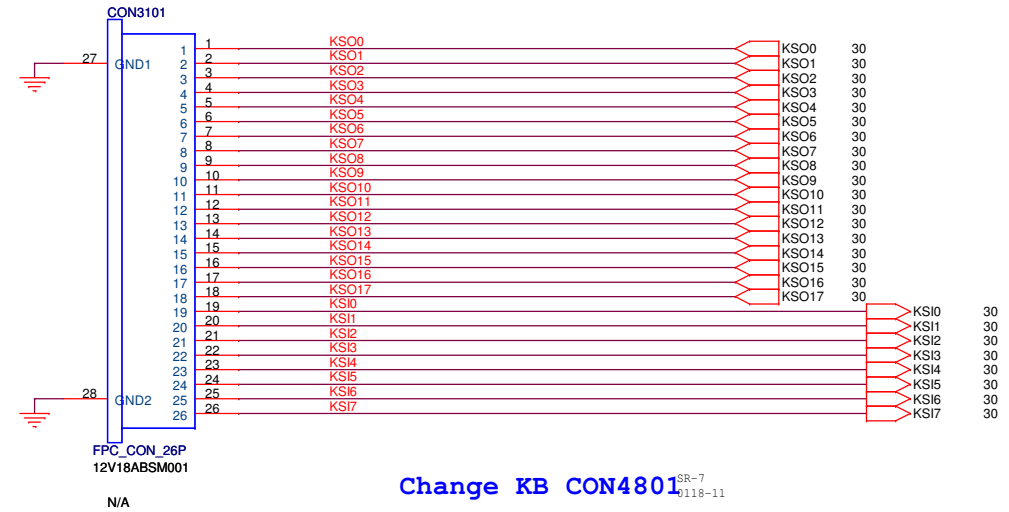 CON3101
27 GND1
1 1 KSO0 KSO0 30
2 2 KSO1 KSO1 30
3 3 KSO2 KSO2 30
4 4 KSO3 KSO3 30
5 5 KSO4 KSO4 30
6 6 KSO5 KSO5 30
7 7 KSO6 KSO6 30
8 8 KSO7 KSO7 30
9 9 KSO8 KSO8 30
10 10 KSO9 KSO9 30
11 11 KSO10 KSO10 30
12 12 KSO11 KSO11 30
13 13 KSO12 KSO12 30
14 14 KSO13 KSO13 30
15 15 KSO14 KSO14 30
16 16 KSO15 KSO15 30
17 17 KSO16 KSO16 30
18 18 KSO17 KSO17 30
19 19 KSI0 KSI0 30
20 20 KSI1 KSI1 30
21 21 KSI2 KSI2 30
22 22 KSI3 KSI3 30
23 23 KSI4 KSI4 30
24 24 KSI5 KSI5 30
28 GND2
25 25 KSI6 KSI6 30
26 26 KSI7 KSI7 30
FPC_CON_26P
12V18ABSM001
N/A
Change KB CON4801
SR-7
0118-11